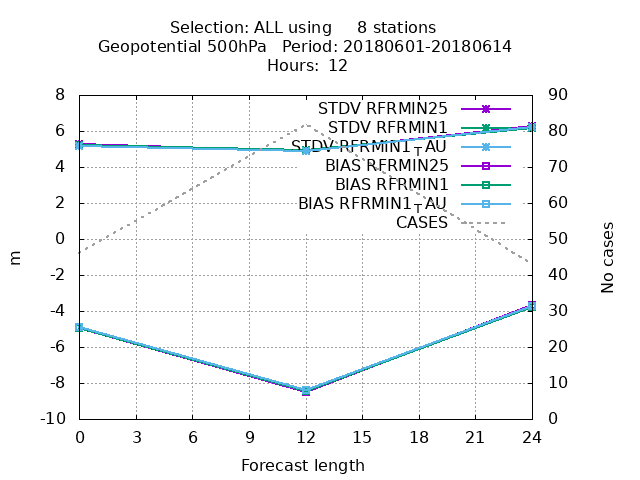 Selection: ALL using     8 stations
Geopotential 500hPa   Period: 20180601-20180614
Hours:  12
8 90
STDV RFRMIN25
6 80
STDV RFRMIN1
STDV RFRMIN1_AU
4 70
BIAS RFRMIN25
BIAS RFRMIN1
2 60
BIAS RFRMIN1_AU
CASES
0 50
m
No cases
-2 40
-4 30
-6 20
-8 10
-10 0
0 3 6 9 12 15 18 21 24
Forecast length